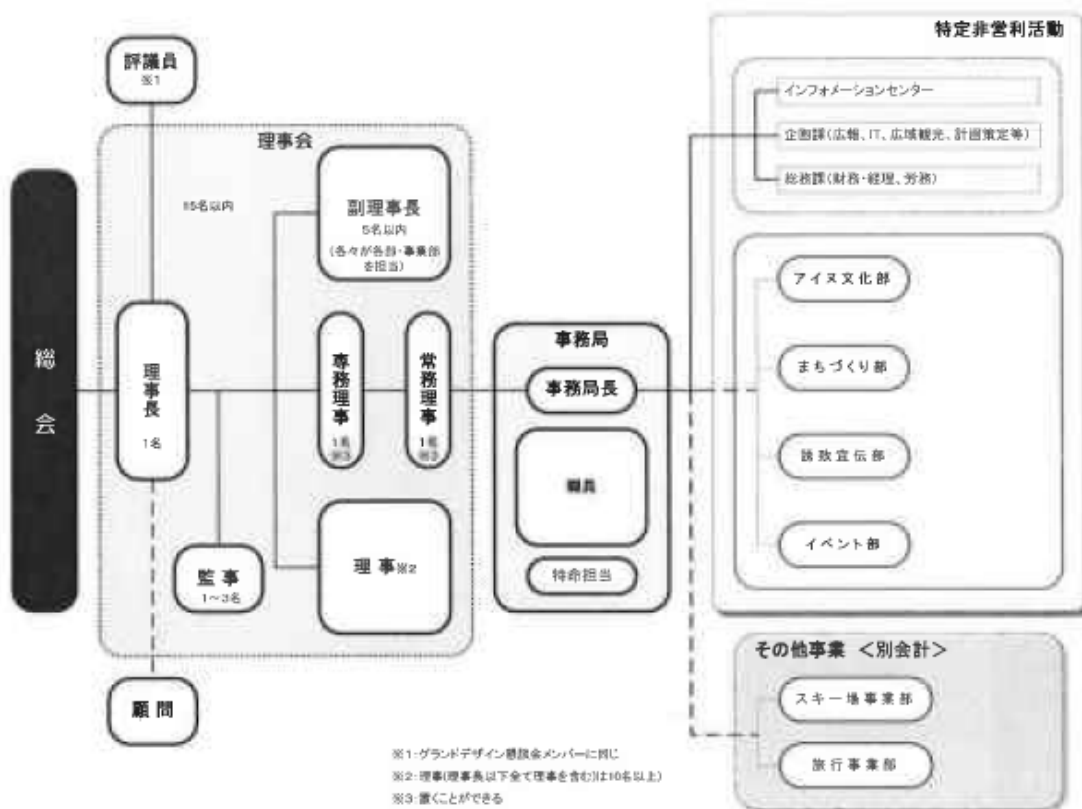 評議員
※1
理事会
15名以内
副理事長
5名以内
(各々が各部・事業部
を担当)
総会
理事長
1名
専務理事
1名
※3
常務理事
1名
※3
監事
1~3名
理事※2
顧問
事務局
事務局長
職員
特命担当
特定非営利活動
インフォメーションセンター
企画課(広報、IT、広域観光、計画策定等)
総務課(財務・経理、労務)
アイヌ文化部
まちづくり部
誘致宣伝部
イベント部
その他事業 <別会計>
スキー場事業部
旅行事業部
※1:グランドデザイン懇談会メンバーに同じ
※2:理事(理事長以下全て理事を含む)は10名以上)
※3:置くことができる